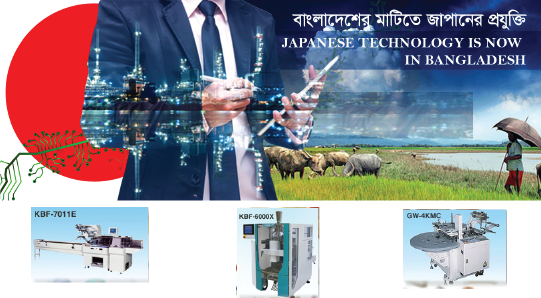 বাংলাদেশের মাটিতে জাপানের প্রযুক্তি
JAPANESE TECHNOLOGY IS NOW
IN BANGLADESH
KBF-7011E
KBF-6000X
GW-4KMC